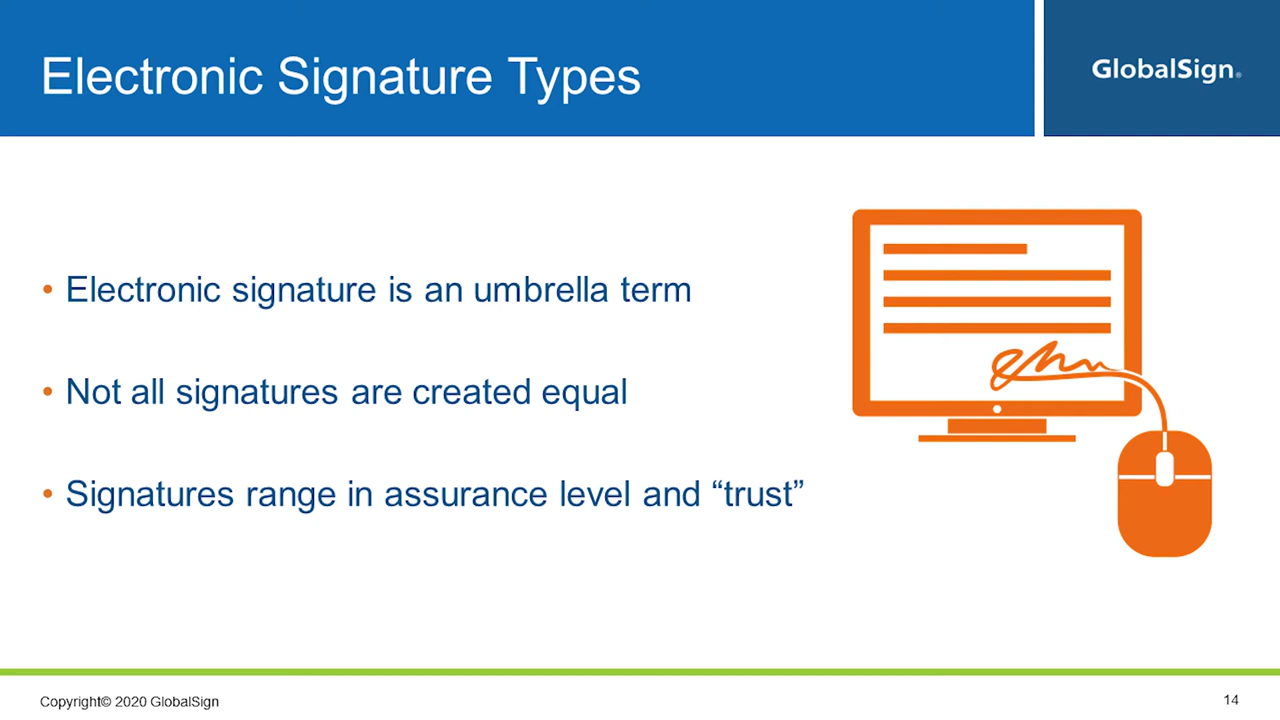 Electronic Signature Types
GlobalSign®
• Electronic signature is an umbrella term
• Not all signatures are created equal
• Signatures range in assurance level and “trust”
Copyright© 2020 GlobalSign
14